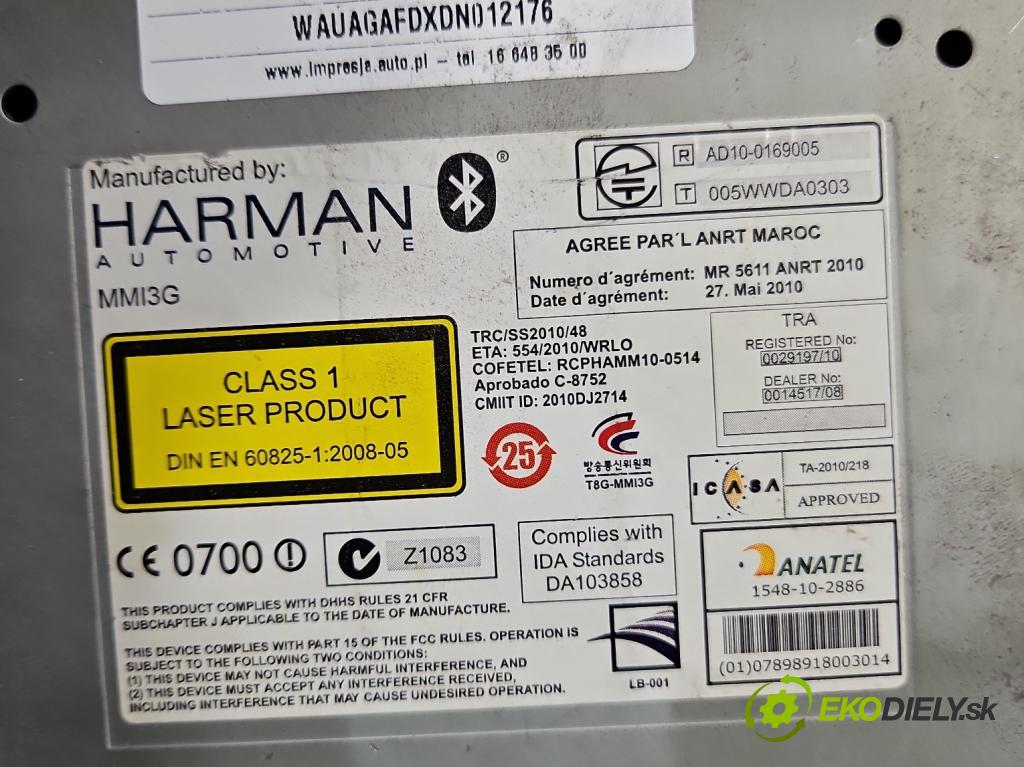 WAUAGAFDXDN012176
www.impresja.auto.pl – tel. 16 648 35 00
Manufactured by:
HARMAN
AUTOMOTIVE
®
MMI3G
R AD10-0169005
T 005WWDA0303
AGREE PAR´L ANRT MAROC
Numero d´agrément: MR 5611 ANRT 2010
Date d´agrément: 27. Mai 2010
CLASS 1
LASER PRODUCT
DIN EN 60825-1:2008-05
TRC/SS2010/48
ETA: 554/2010/WRLO
COFETEL: RCPHAMM10-0514
Aprobado C-8752
CMIIT ID: 2010DJ2714
TRA
REGISTERED No:
0029197/10
DEALER No:
0014517/08
25
방송통신위원회
T8G-MMI3G
ICASA
TA-2010/218
APPROVED
CE 0700
Z1083
Complies with
IDA Standards
DA103858
ANATEL
1548-10-2886
(01)07898918003014
THIS PRODUCT COMPLIES WITH DHHS RULES 21 CFR
SUBCHAPTER J APPLICABLE TO THE DATE OF MANUFACTURE.
THIS DEVICE COMPLIES WITH PART 15 OF THE FCC RULES. OPERATION IS
SUBJECT TO THE FOLLOWING TWO CONDITIONS:
(1) THIS DEVICE MAY NOT CAUSE HARMFUL INTERFERENCE, AND
(2) THIS DEVICE MUST ACCEPT ANY INTERFERENCE RECEIVED,
INCLUDING INTERFERENCE THAT MAY CAUSE UNDESIRED OPERATION.
LB-001
EKODIELY.sk